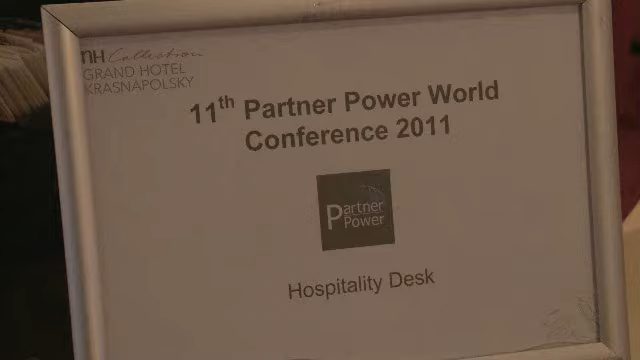 NH Collection
GRAND HOTEL
KRASNAPOLSKY
11th Partner Power World
Conference 2011
Partner
Power
Hospitality Desk